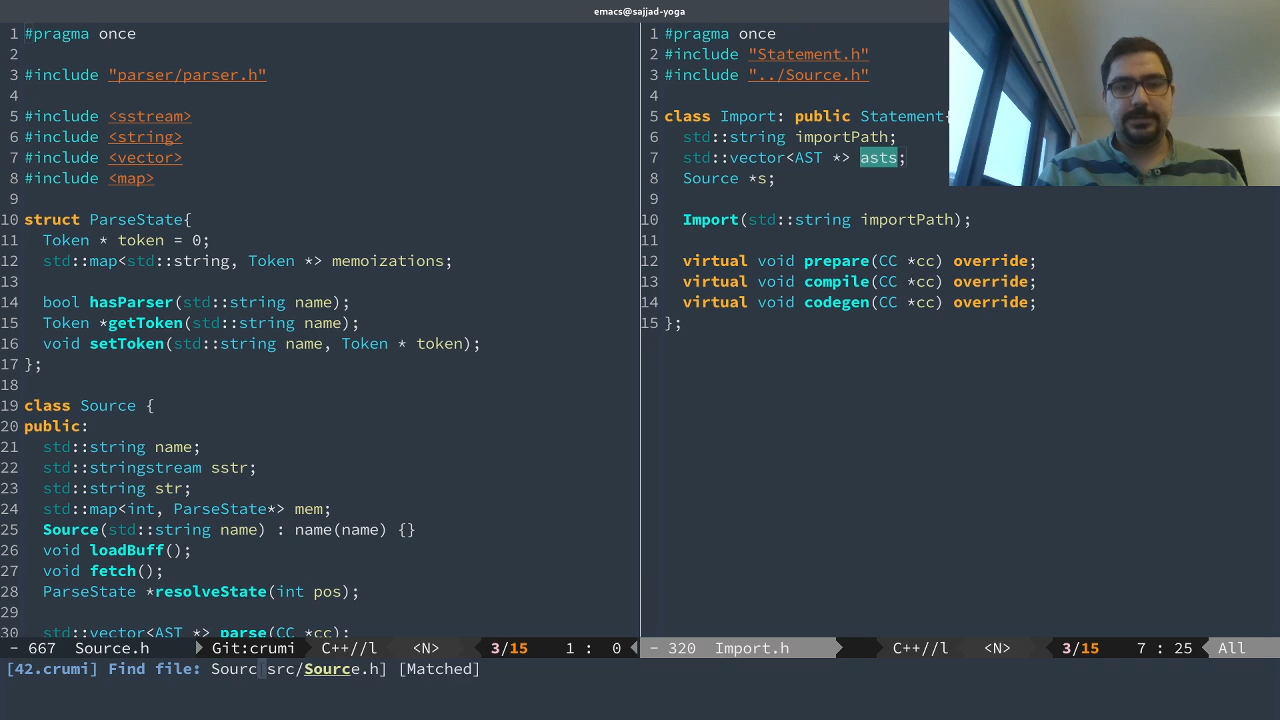 emacs@sajjad-yoga
1 #pragma once
2
3 #include "parser/parser.h"
4
5 #include <sstream>
6 #include <string>
7 #include <vector>
8 #include <map>
9
10 struct ParseState{
11 Token * token = 0;
12 std::map<std::string, Token *> memoizations;
13
14 bool hasParser(std::string name);
15 Token *getToken(std::string name);
16 void setToken(std::string name, Token * token);
17 };
18
19 class Source {
20 public:
21 std::string name;
22 std::stringstream sstr;
23 std::string str;
24 std::map<int, ParseState*> mem;
25 Source(std::string name) : name(name) {}
26 void loadBuff();
27 void fetch();
28 ParseState *resolveState(int pos);
29
30 std::vector<AST *> parse(CC *cc);
- 667 Source.h Git:crumi C++//l <N> 3/15 1 : 0
1 #pragma once
2 #include "Statement.h"
3 #include "../Source.h"
4
5 class Import: public Statement{
6 std::string importPath;
7 std::vector<AST *> asts;
8 Source *s;
9
10 Import(std::string importPath);
11
12 virtual void prepare(CC *cc) override;
13 virtual void compile(CC *cc) override;
14 virtual void codegen(CC *cc) override;
15 };
- 320 Import.h C++//l <N> 3/15 7 : 25 All
[42.crumi] Find file: Sourc[src/Source.h] [Matched]